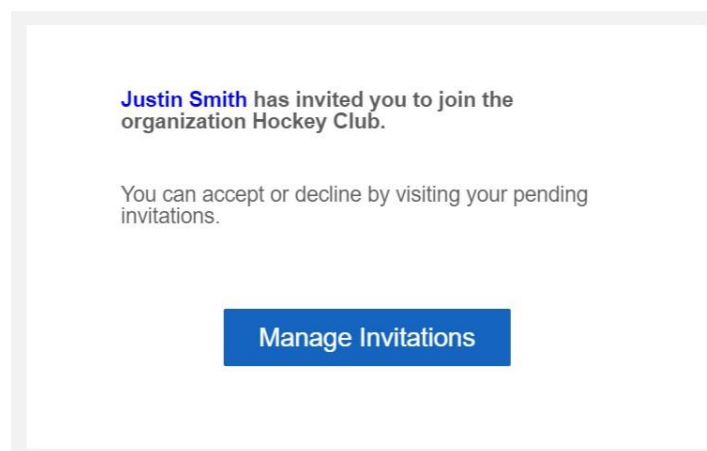 Justin Smith has invited you to join the
organization Hockey Club.
You can accept or decline by visiting your pending
invitations.
Manage Invitations